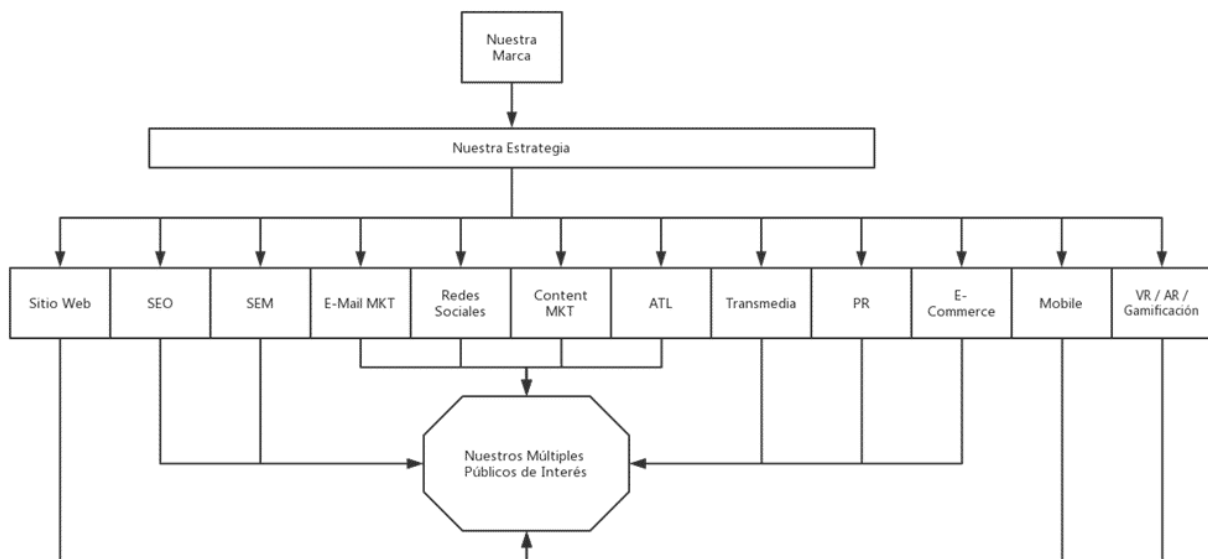 Nuestra
Marca
Nuestra Estrategia
Sitio Web
SEO
SEM
E-Mail MKT
Redes
Sociales
Content
MKT
ATL
Transmedia
PR
E-
Commerce
Mobile
VR / AR /
Gamificación
Nuestros Múltiples
Públicos de Interés